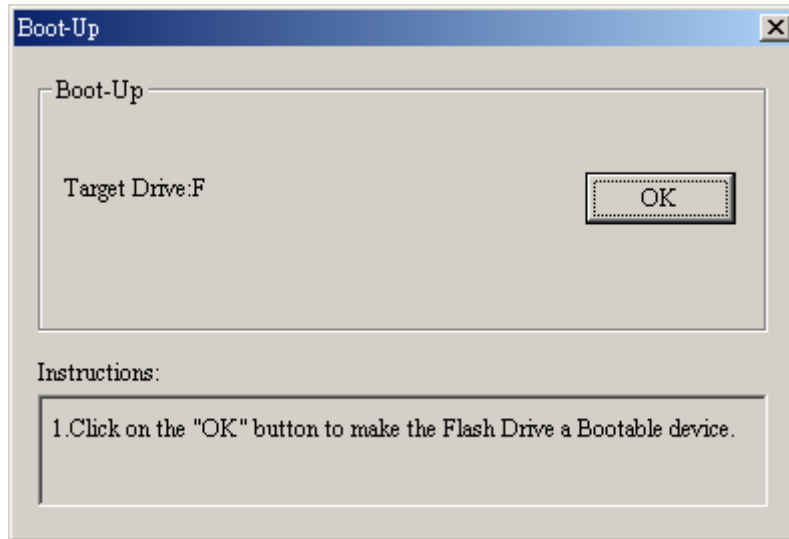 Boot-Up
Boot-Up
Target Drive:F
OK
Instructions:
1.Click on the "OK" button to make the Flash Drive a Bootable device.